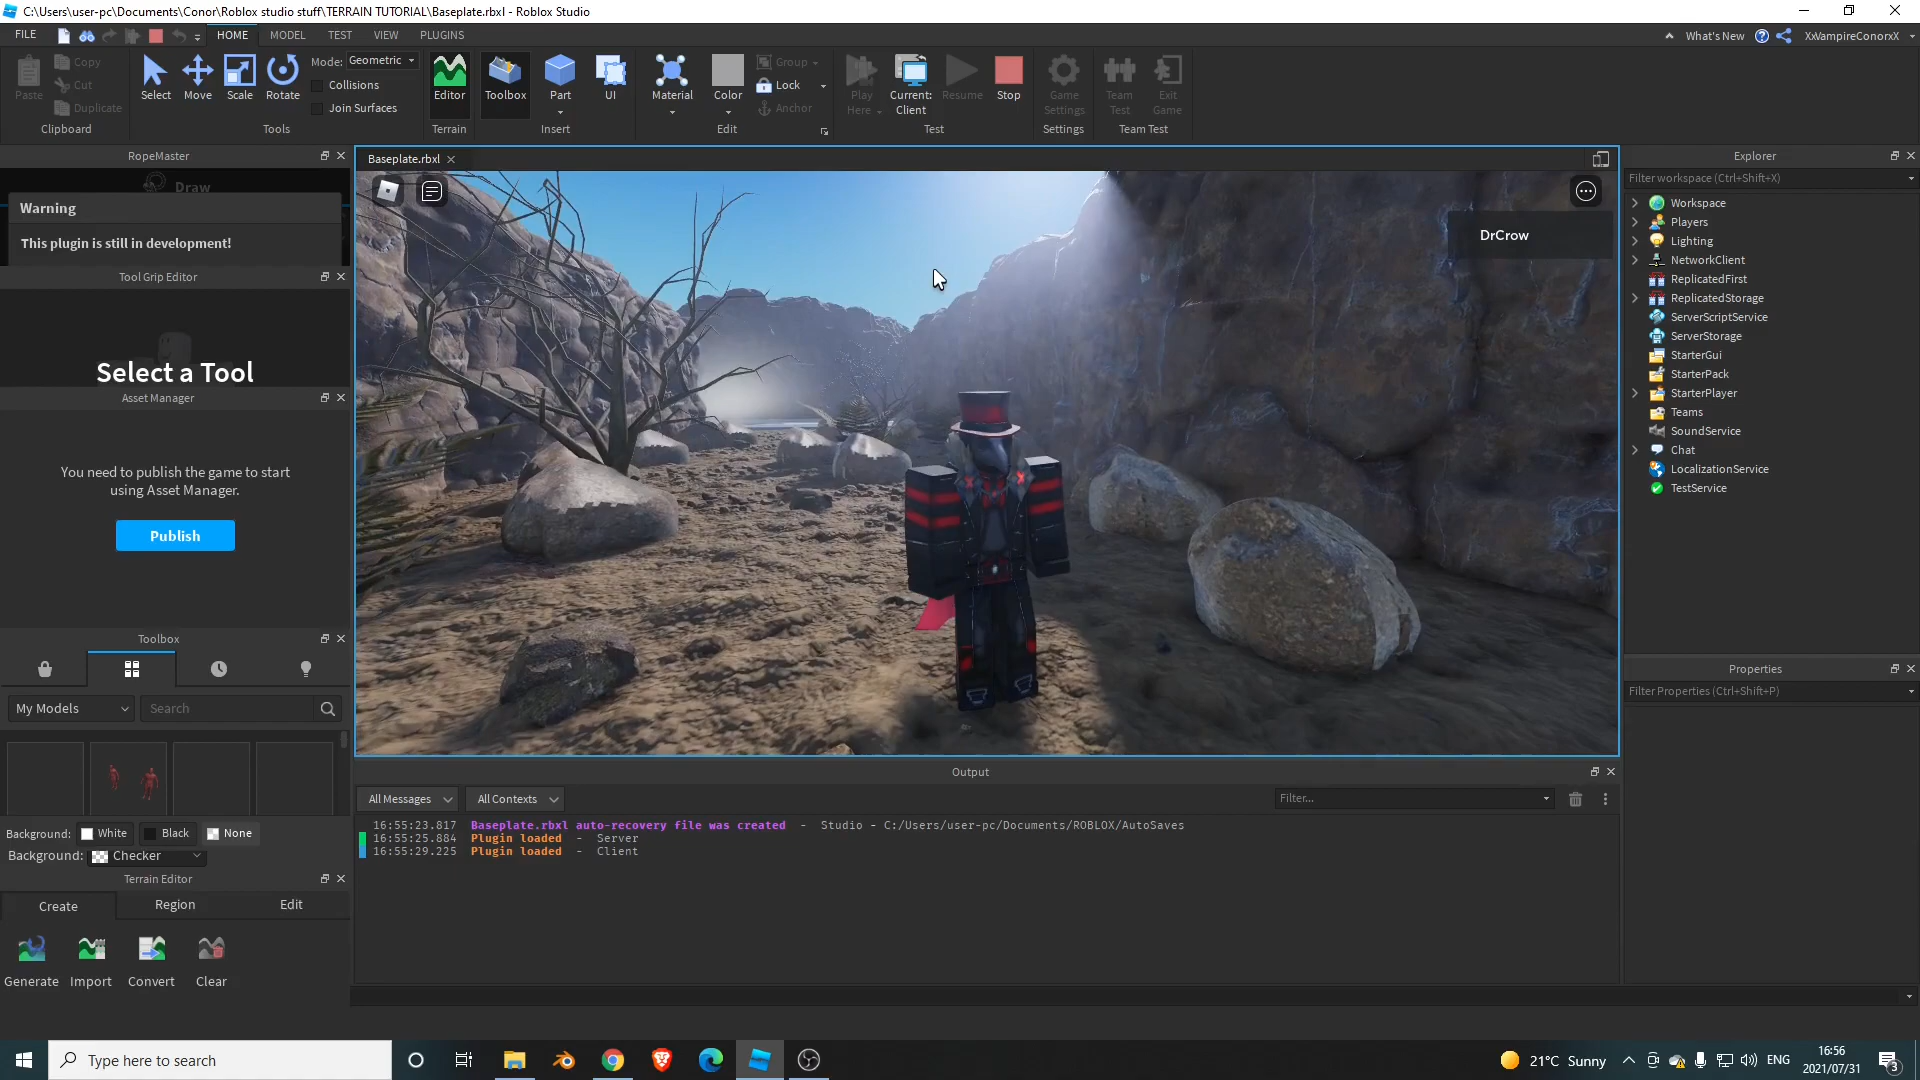 C:\Users\user-pc\Documents\Conor\Roblox studio stuff\TERRAIN TUTORIAL\Baseplate.rbxl - Roblox Studio
FILE HOME MODEL TEST VIEW PLUGINS What's New XxVampireConorxX
Paste
Copy
Cut
Duplicate
Clipboard
Select Move Scale Rotate
Mode: Geometric
Collisions
Join Surfaces
Tools
Editor
Terrain
Toolbox Part UI
Insert
Material Color
Group
Lock
Anchor
Edit
Play Here
Current: Client
Resume Stop
Test
Game Settings
Settings
Team Test
Exit Game
Team Test
RopeMaster
Draw
Warning
This plugin is still in development!
Tool Grip Editor
Select a Tool
Asset Manager
You need to publish the game to start
using Asset Manager.
Publish
Toolbox
My Models Search
Background: White Black None
Background: Checker
Terrain Editor
Create Region Edit
Generate Import Convert Clear
Baseplate.rbxl
DrCrow
Output
All Messages All Contexts Filter...
16:55:23.817 Baseplate.rbxl auto-recovery file was created - Studio - C:/Users/user-pc/Documents/ROBLOX/AutoSaves
16:55:25.884 Plugin loaded - Server
16:55:29.225 Plugin loaded - Client
Explorer
Filter workspace (Ctrl+Shift+X)
Workspace
Players
Lighting
NetworkClient
ReplicatedFirst
ReplicatedStorage
ServerScriptService
ServerStorage
StarterGui
StarterPack
StarterPlayer
Teams
SoundService
Chat
LocalizationService
TestService
Properties
Filter Properties (Ctrl+Shift+P)
Type here to search
21°C Sunny
ENG
16:56
2021/07/31
3